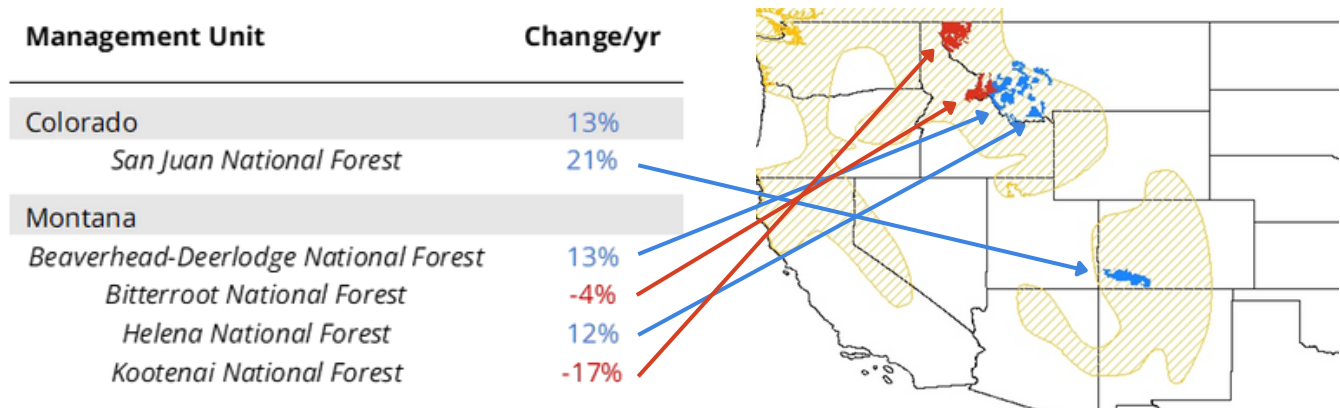 Management Unit Change/yr
Colorado 13%
San Juan National Forest 21%
Montana
Beaverhead-Deerlodge National Forest 13%
Bitterroot National Forest -4%
Helena National Forest 12%
Kootenai National Forest -17%